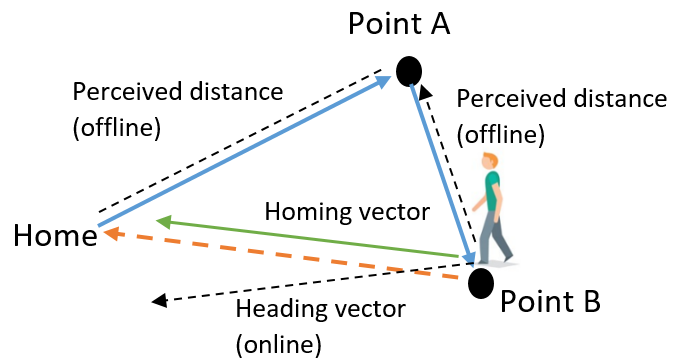 Point A
Perceived distance
(offline)
Perceived distance
(offline)
Homing vector
Home
Point B
Heading vector
(online)